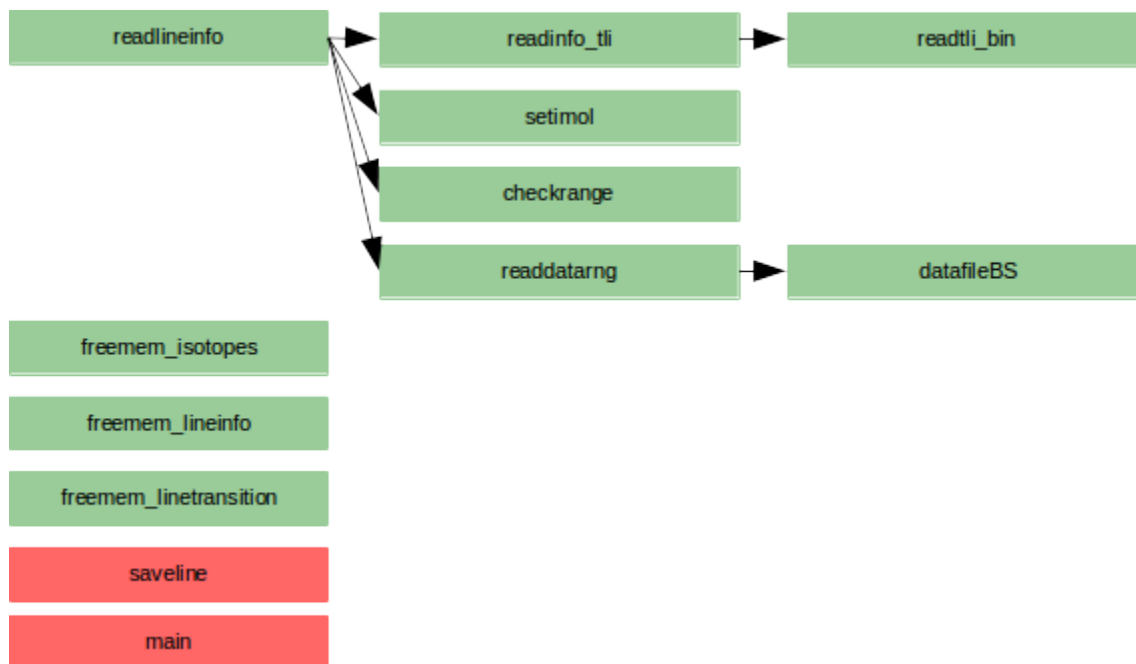 readlineinfo
readinfo_tli
readtli_bin
setimol
checkrange
readdatarng
datafileBS
freemem_isotopes
freemem_lineinfo
freemem_linetransition
saveline
main